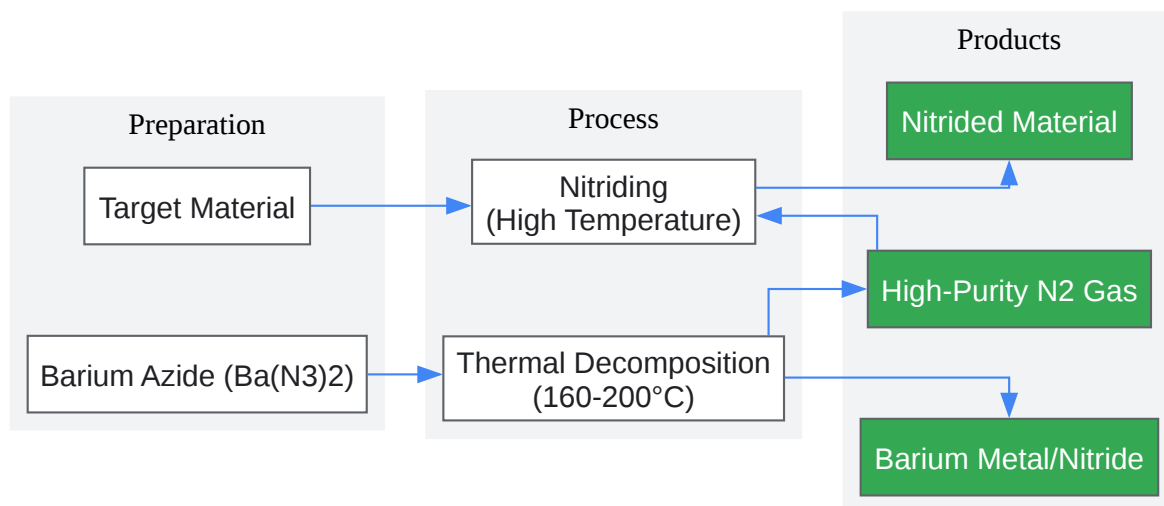 Preparation
Target Material
Barium Azide (Ba(N3)2)
Process
Nitriding
(High Temperature)
Thermal Decomposition
(160-200°C)
Products
Nitrided Material
High-Purity N2 Gas
Barium Metal/Nitride